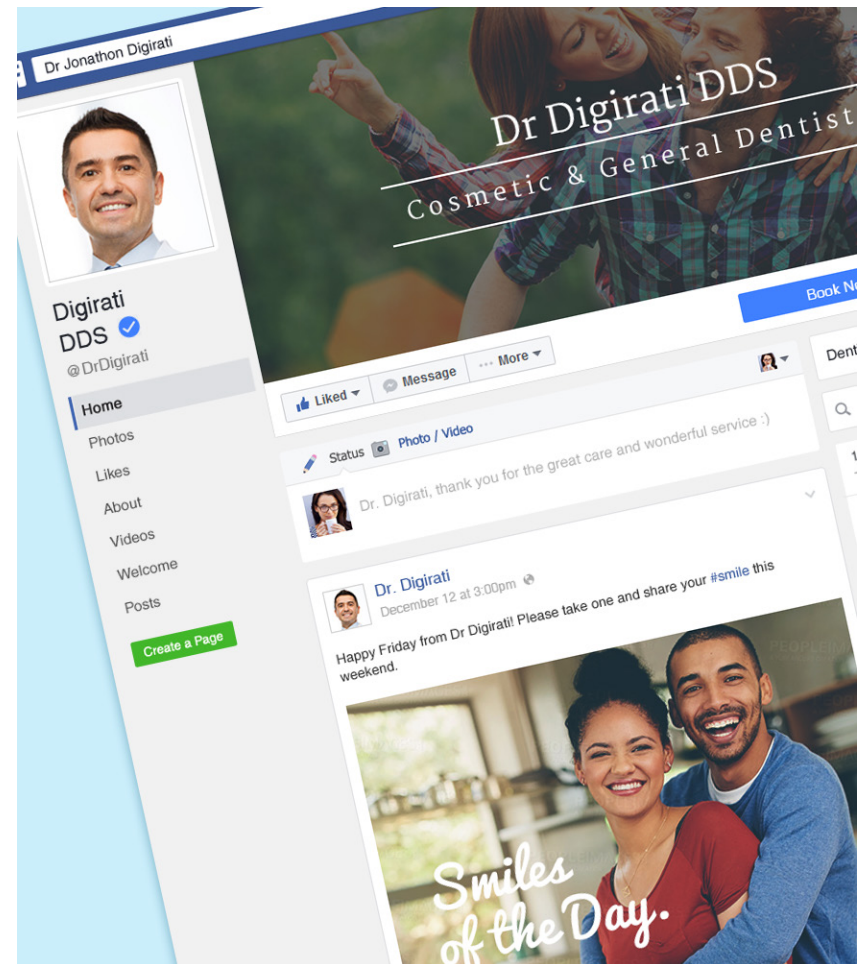 Dr Jonathon Digirati
Dr Digirati DDS
Cosmetic & General Dentist
Digirati
DDS
@DrDigirati
Home
Photos
Likes
About
Videos
Welcome
Posts
Create a Page
Liked
Message
More
Book
Status
Photo / Video
Dr. Digirati, thank you for the great care and wonderful service :)
Dr. Digirati
December 12 at 3:00pm
Happy Friday from Dr Digirati! Please take one and share your #smile this
weekend.
Smiles
of the Day.